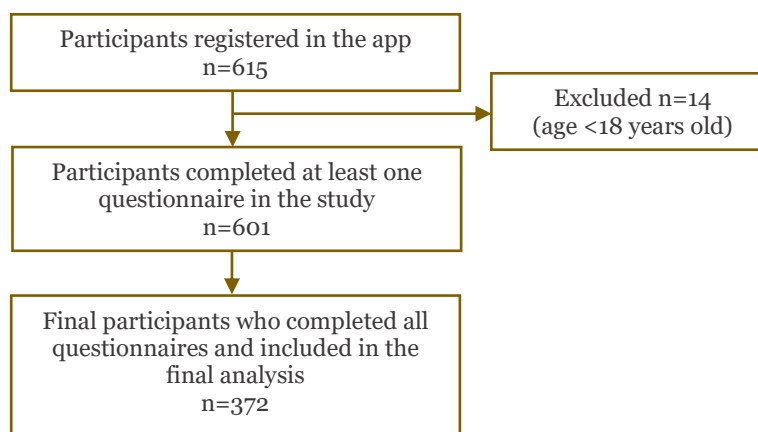 Participants registered in the app
n=615
Excluded n=14
(age <18 years old)
Participants completed at least one
questionnaire in the study
n=601
Final participants who completed all
questionnaires and included in the
final analysis
n=372